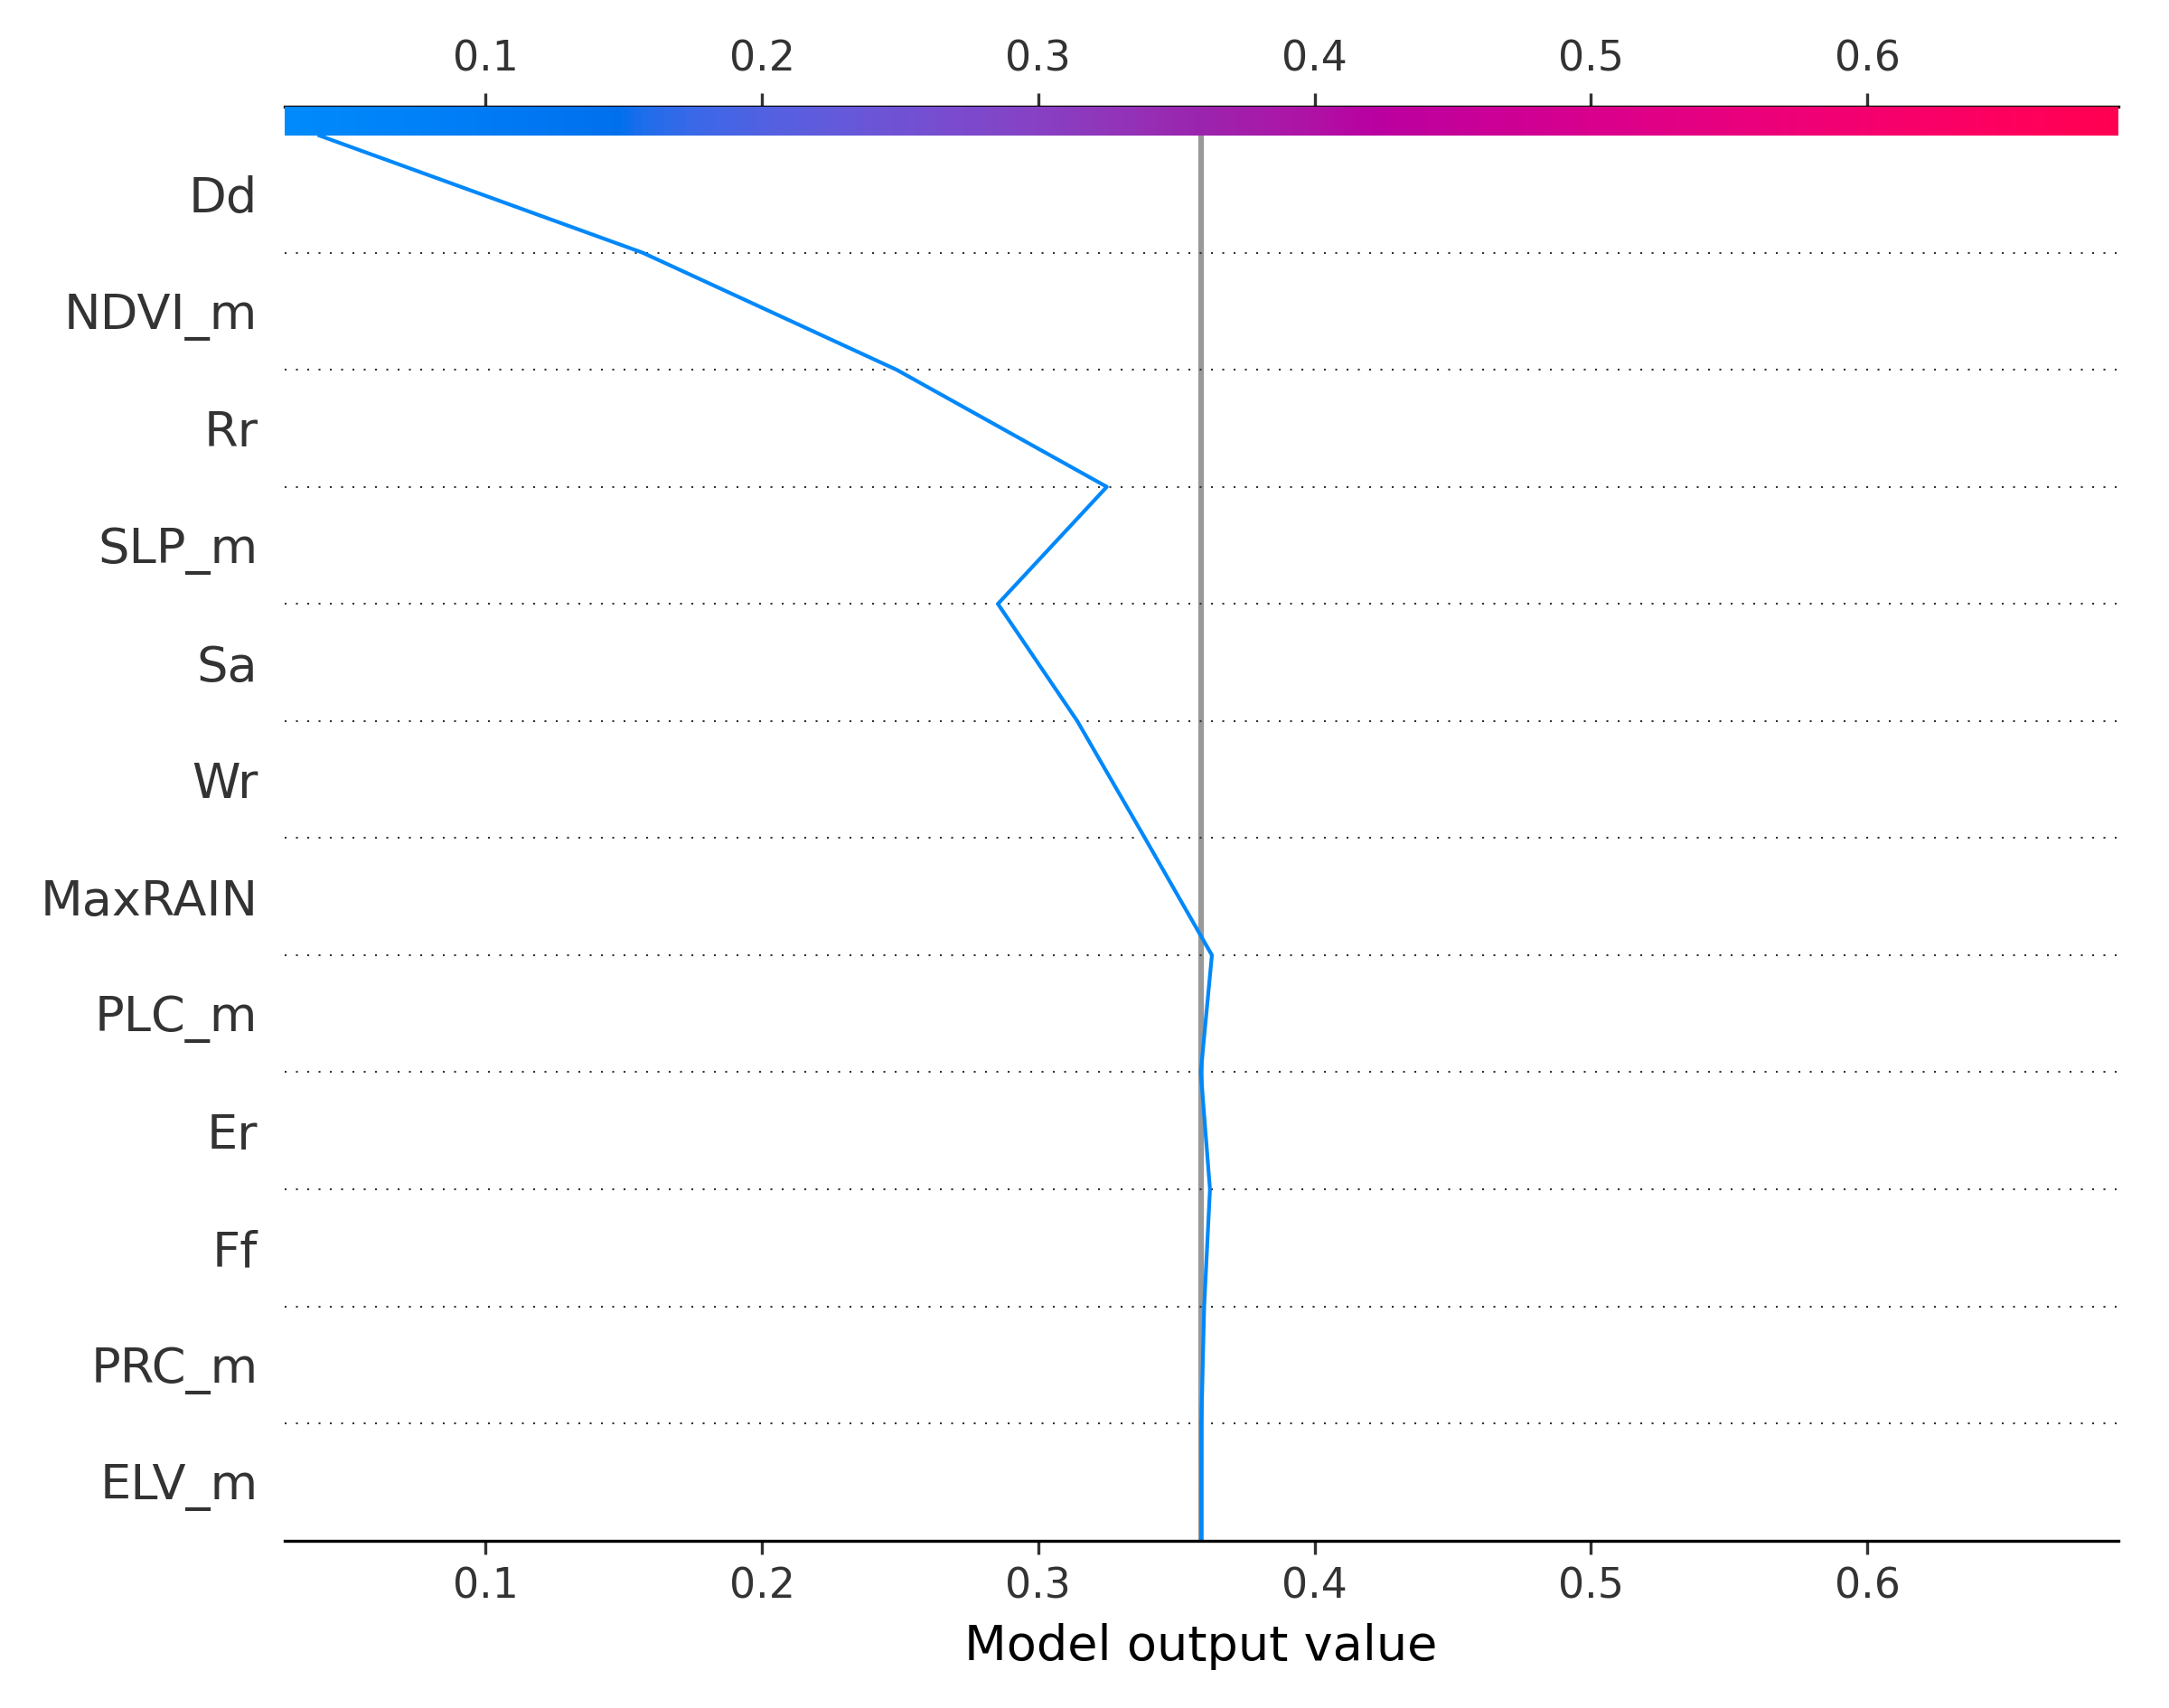 0.1 0.2 0.3 0.4 0.5 0.6
Dd
NDVI_m
Rr
SLP_m
Sa
Wr
MaxRAIN
PLC_m
Er
Ff
PRC_m
ELV_m
0.1 0.2 0.3 0.4 0.5 0.6
Model output value